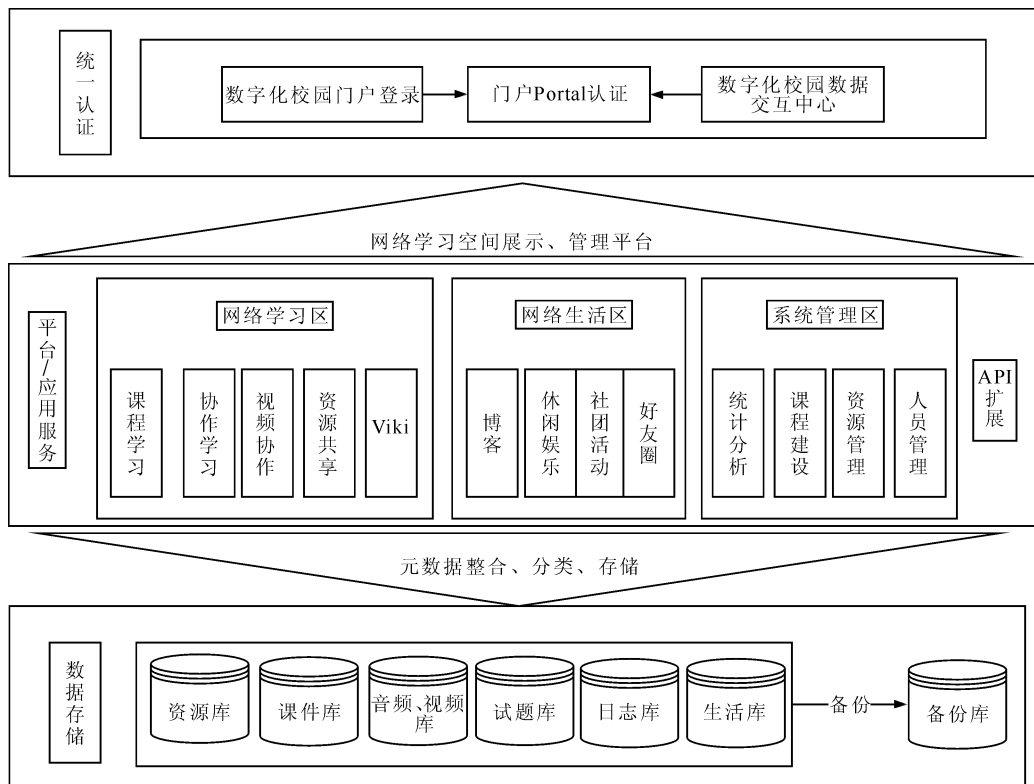 统一认证
数字化校园门户登录
门户Portal认证
数字化校园数据
交互中心
网络学习空间展示、管理平台
平台/应用服务
网络学习区
课程学习
协作学习
视频协作
资源共享
Viki
网络生活区
博客
休闲娱乐
社团活动
好友圈
系统管理区
统计分析
课程建设
资源管理
人员管理
API
扩展
元数据整合、分类、存储
数据存储
资源库
课件库
音频、视频
库
试题库
日志库
生活库
备份
备份库